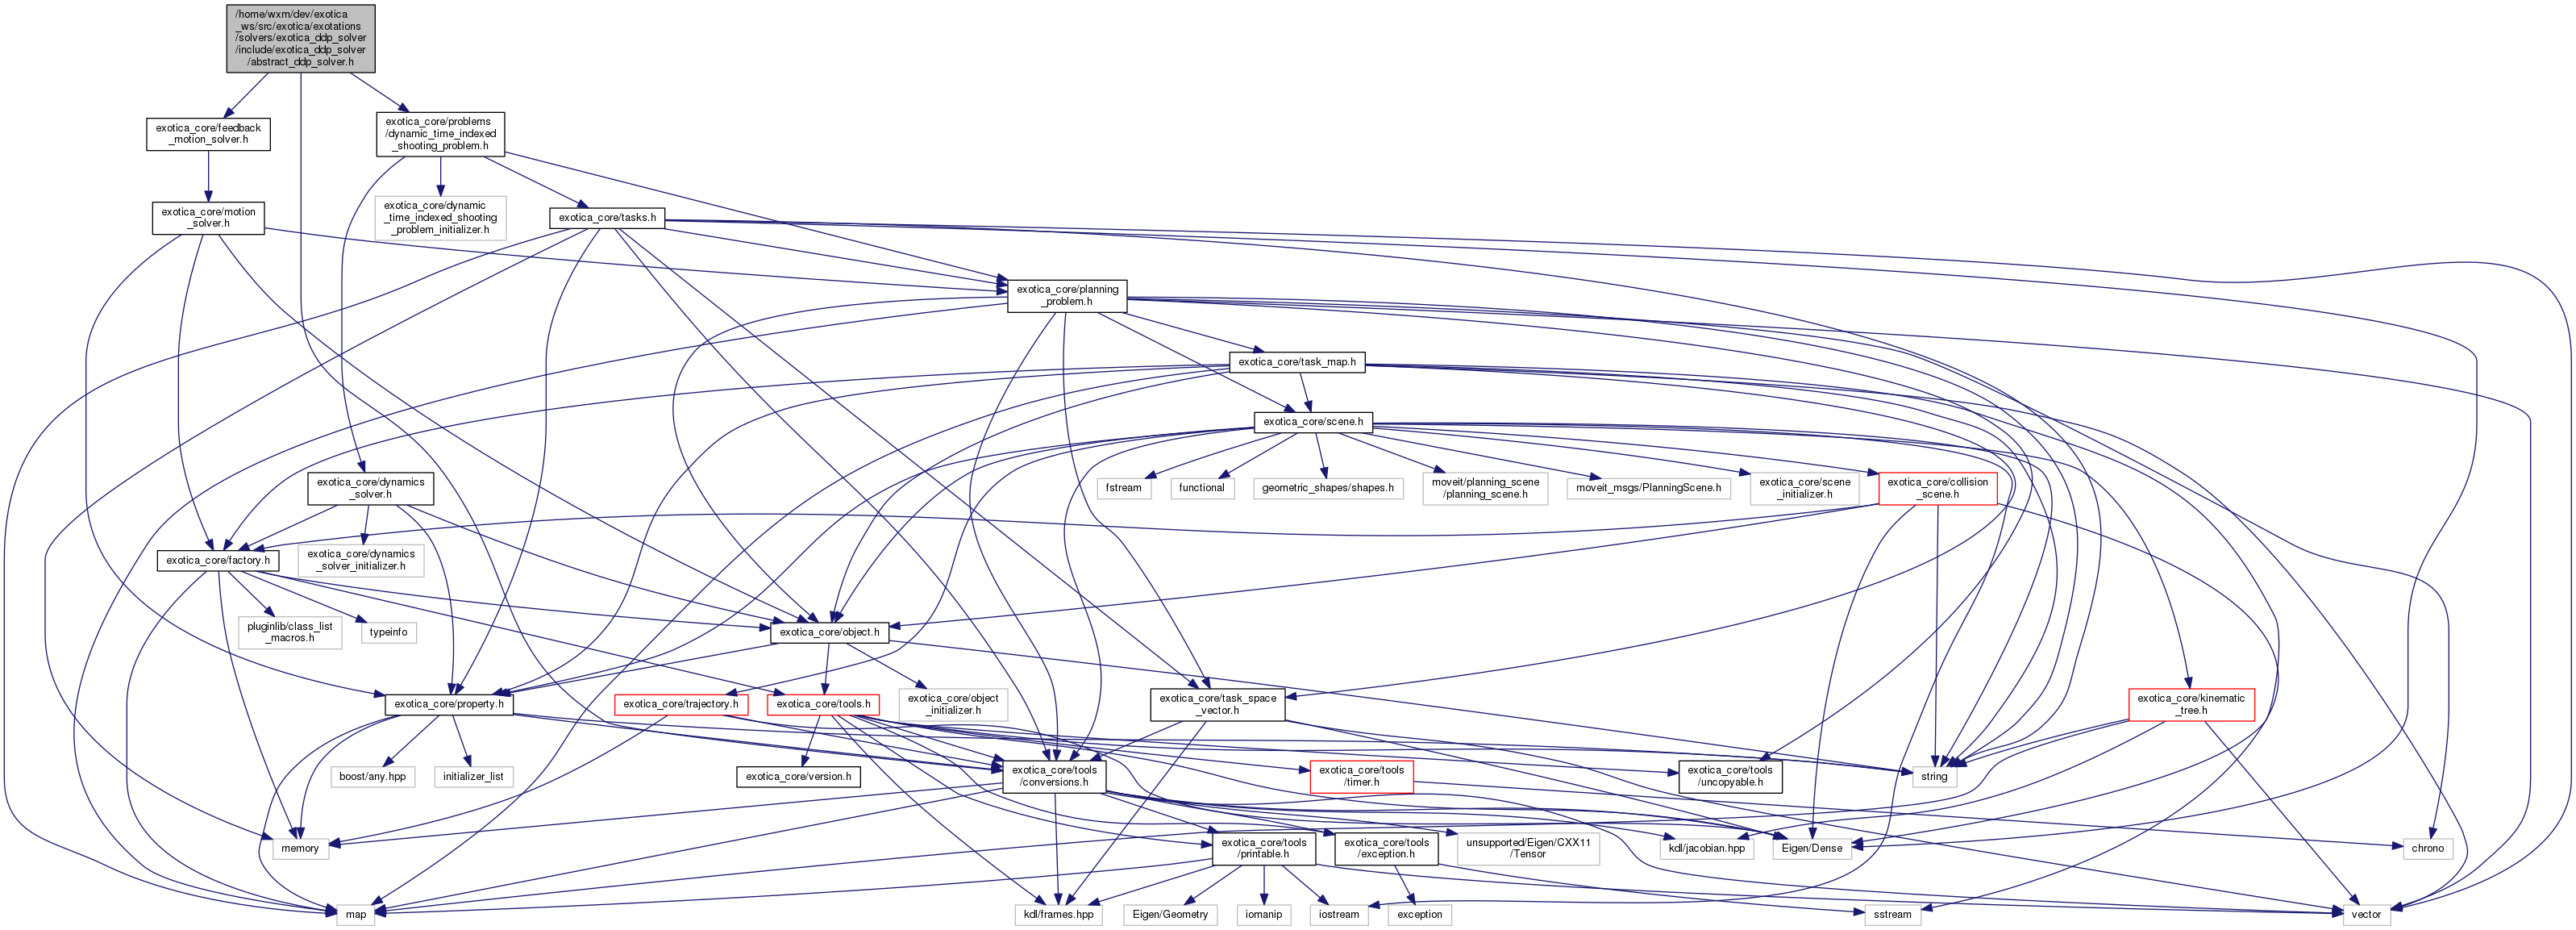 /home/wxm/dev/exotica
_ws/src/exotica/exotations
/solvers/exotica_ddp_solver
/include/exotica_ddp_solver
/abstract_ddp_solver.h
exotica_core/feedback
_motion_solver.h
exotica_core/problems
/dynamic_time_indexed
_shooting_problem.h
exotica_core/motion
_solver.h
exotica_core/dynamic
_time_indexed_shooting
_problem_initializer.h
exotica_core/tasks.h
exotica_core/planning
_problem.h
exotica_core/task_map.h
exotica_core/scene.h
exotica_core/dynamics
_solver.h
fstream
functional
geometric_shapes/shapes.h
moveit/planning_scene
/planning_scene.h
moveit_msgs/PlanningScene.h
exotica_core/scene
_initializer.h
exotica_core/collision
_scene.h
exotica_core/factory.h
exotica_core/dynamics
_solver_initializer.h
pluginlib/class_list
_macros.h
typeinfo
exotica_core/object.h
exotica_core/property.h
exotica_core/trajectory.h
exotica_core/tools.h
exotica_core/object
_initializer.h
exotica_core/task_space
_vector.h
exotica_core/kinematic
_tree.h
boost/any.hpp
initializer_list
exotica_core/version.h
exotica_core/tools
/conversions.h
exotica_core/tools
/timer.h
exotica_core/tools
/uncopyable.h
string
memory
exotica_core/tools
/printable.h
exotica_core/tools
/exception.h
unsupported/Eigen/CXX11
/Tensor
kdl/jacobian.hpp
Eigen/Dense
chrono
map
kdl/frames.hpp
Eigen/Geometry
iomanip
iostream
exception
sstream
vector